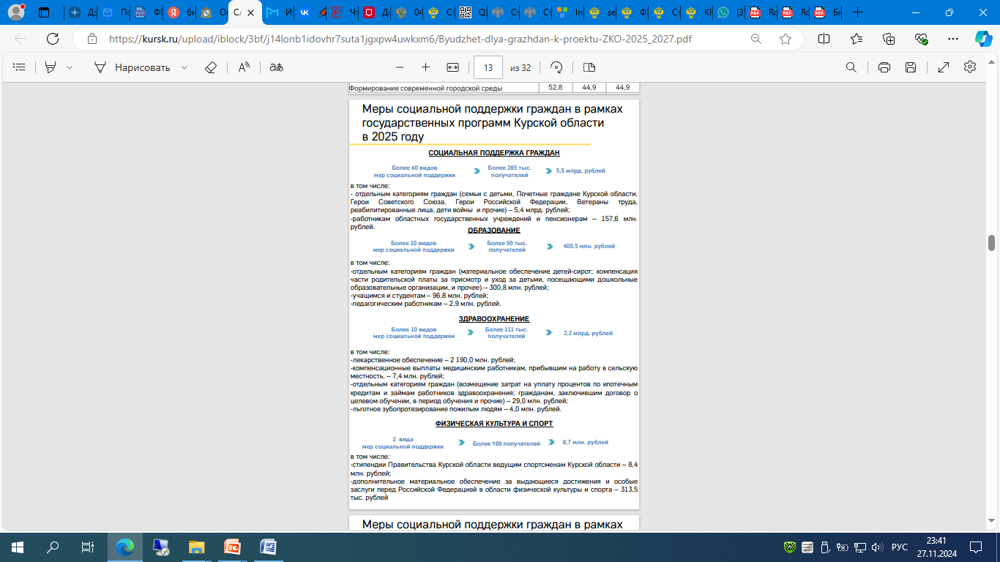 Дз
По
ФР
бн
Ос
Сл
И
Чт
До
04
Ст
QI
Ст
Ст
In
se
Ф
Ст
КГ
(3
Ro
Ro
Бн
https://kursk.ru/upload/iblock/3bf/j14lonb1idovhr7suta1jgxpw4uwkxm6/Byudzhet-dlya-grazhdan-k-proektu-ZKO-2025_2027.pdf
Нарисовать
13 из 32
Формирование современной городской среды 52,8 44,9 44,9
Меры социальной поддержки граждан в рамках
государственных программ Курской области
в 2025 году
СОЦИАЛЬНАЯ ПОДДЕРЖКА ГРАЖДАН
Более 40 видов
мер социальной поддержки
Более 285 тыс.
получателей
5,5 млрд. рублей
в том числе:
- отдельным категориям граждан (семьи с детьми, Почетные граждане Курской области,
Герои Советского Союза, Герои Российской Федерации, Ветераны труда,
реабилитированные лица, дети войны и прочие) – 5,4 млрд. рублей;
-работникам областных государственных учреждений и пенсионерам – 157,6 млн.
рублей.
ОБРАЗОВАНИЕ
Более 10 видов
мер социальной поддержки
Более 50 тыс.
получателей
400,5 млн. рублей
в том числе:
-отдельным категориям граждан (материальное обеспечение детей-сирот; компенсация
части родительской платы за присмотр и уход за детьми, посещающими дошкольные
образовательные организации, и прочее) – 300,8 млн. рублей;
-учащимся и студентам – 96,8 млн. рублей;
-педагогическим работникам – 2,9 млн. рублей.
ЗДРАВООХРАНЕНИЕ
Более 10 видов
мер социальной поддержки
Более 111 тыс.
получателей
2,2 млрд. рублей
в том числе:
-лекарственное обеспечение – 2 190,0 млн. рублей;
-компенсационные выплаты медицинским работникам, прибывшим на работу в сельскую
местность, – 7,4 млн. рублей;
-отдельным категориям граждан (возмещение затрат на уплату процентов по ипотечным
кредитам и займам работников здравоохранения; гражданам, заключившим договор о
целевом обучении, в период обучения и прочие) – 29,0 млн. рублей;
-льготное зубопротезирование пожилым людям – 4,0 млн. рублей.
ФИЗИЧЕСКАЯ КУЛЬТУРА И СПОРТ
2 вида
мер социальной поддержки
Более 100 получателей
8,7 млн. рублей
в том числе:
-стипендии Правительства Курской области ведущим спортсменам Курской области – 8,4
млн. рублей;
-дополнительное материальное обеспечение за выдающиеся достижения и особые
заслуги перед Российской Федерацией в области физической культуры и спорта – 313,5
тыс. рублей
Меры социальной поддержки граждан в рамках
РУС
23:41
27.11.2024